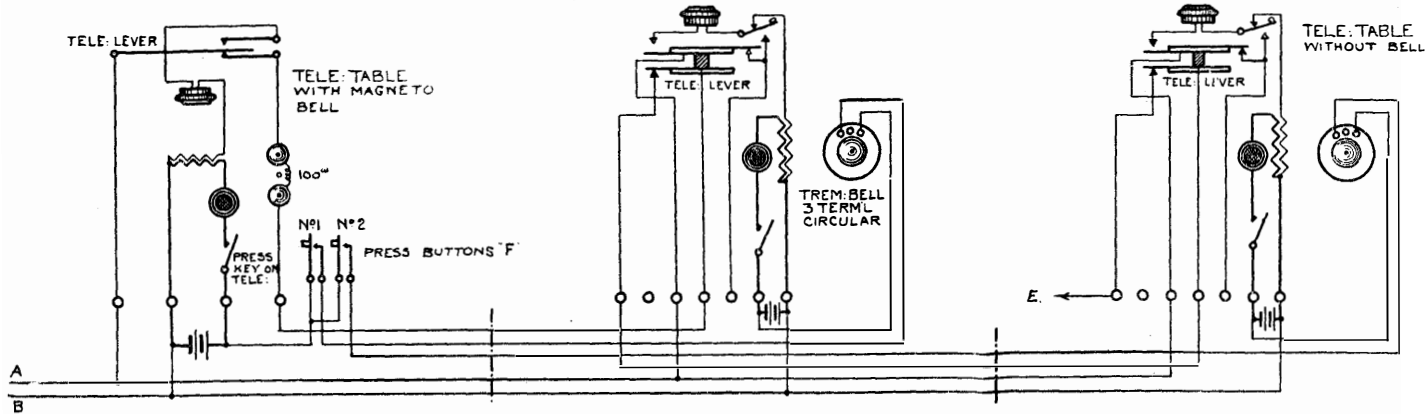 TELE: LEVER
TELE: TABLE
WITH MAGNETO
BELL
100ω
Nº1 Nº2
PRESS BUTTONS "F"
PRESS
KEY ON
TELE:
TELE: LEVER
TREM: BELL
3 TERM'L
CIRCULAR
TELE: LEVER
TELE: TABLE
WITHOUT BELL
E.
A
B